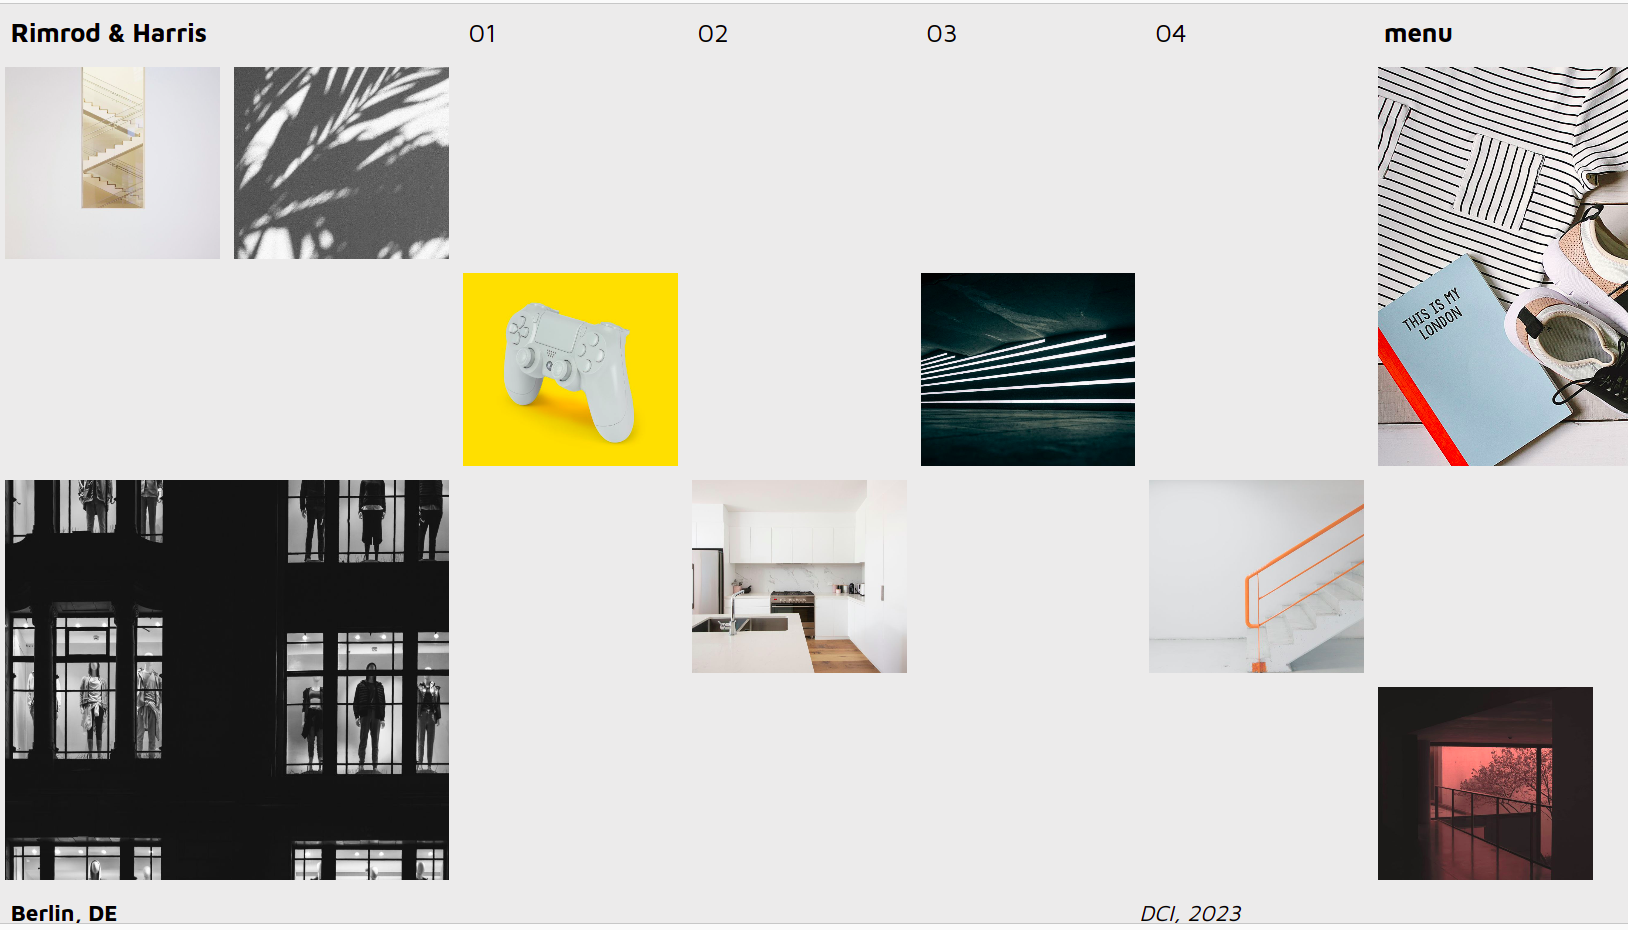 Rimrod & Harris
01
02
03
04
menu
THIS IS MY
LONDON
Berlin, DE
DCI, 2023